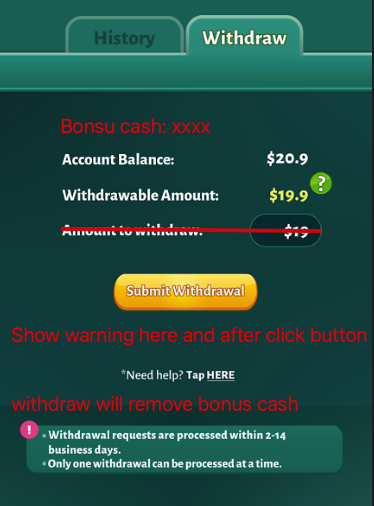 History
Withdraw
Bonsu cash: xxxx
Account Balance: $20.9
Withdrawable Amount: $19.9 ?
Amount to withdraw: $19
Submit Withdrawal
Show warning here and after click button
*Need help? Tap HERE
withdraw will remove bonus cash
!
• Withdrawal requests are processed within 2-14
business days.
• Only one withdrawal can be processed at a time.